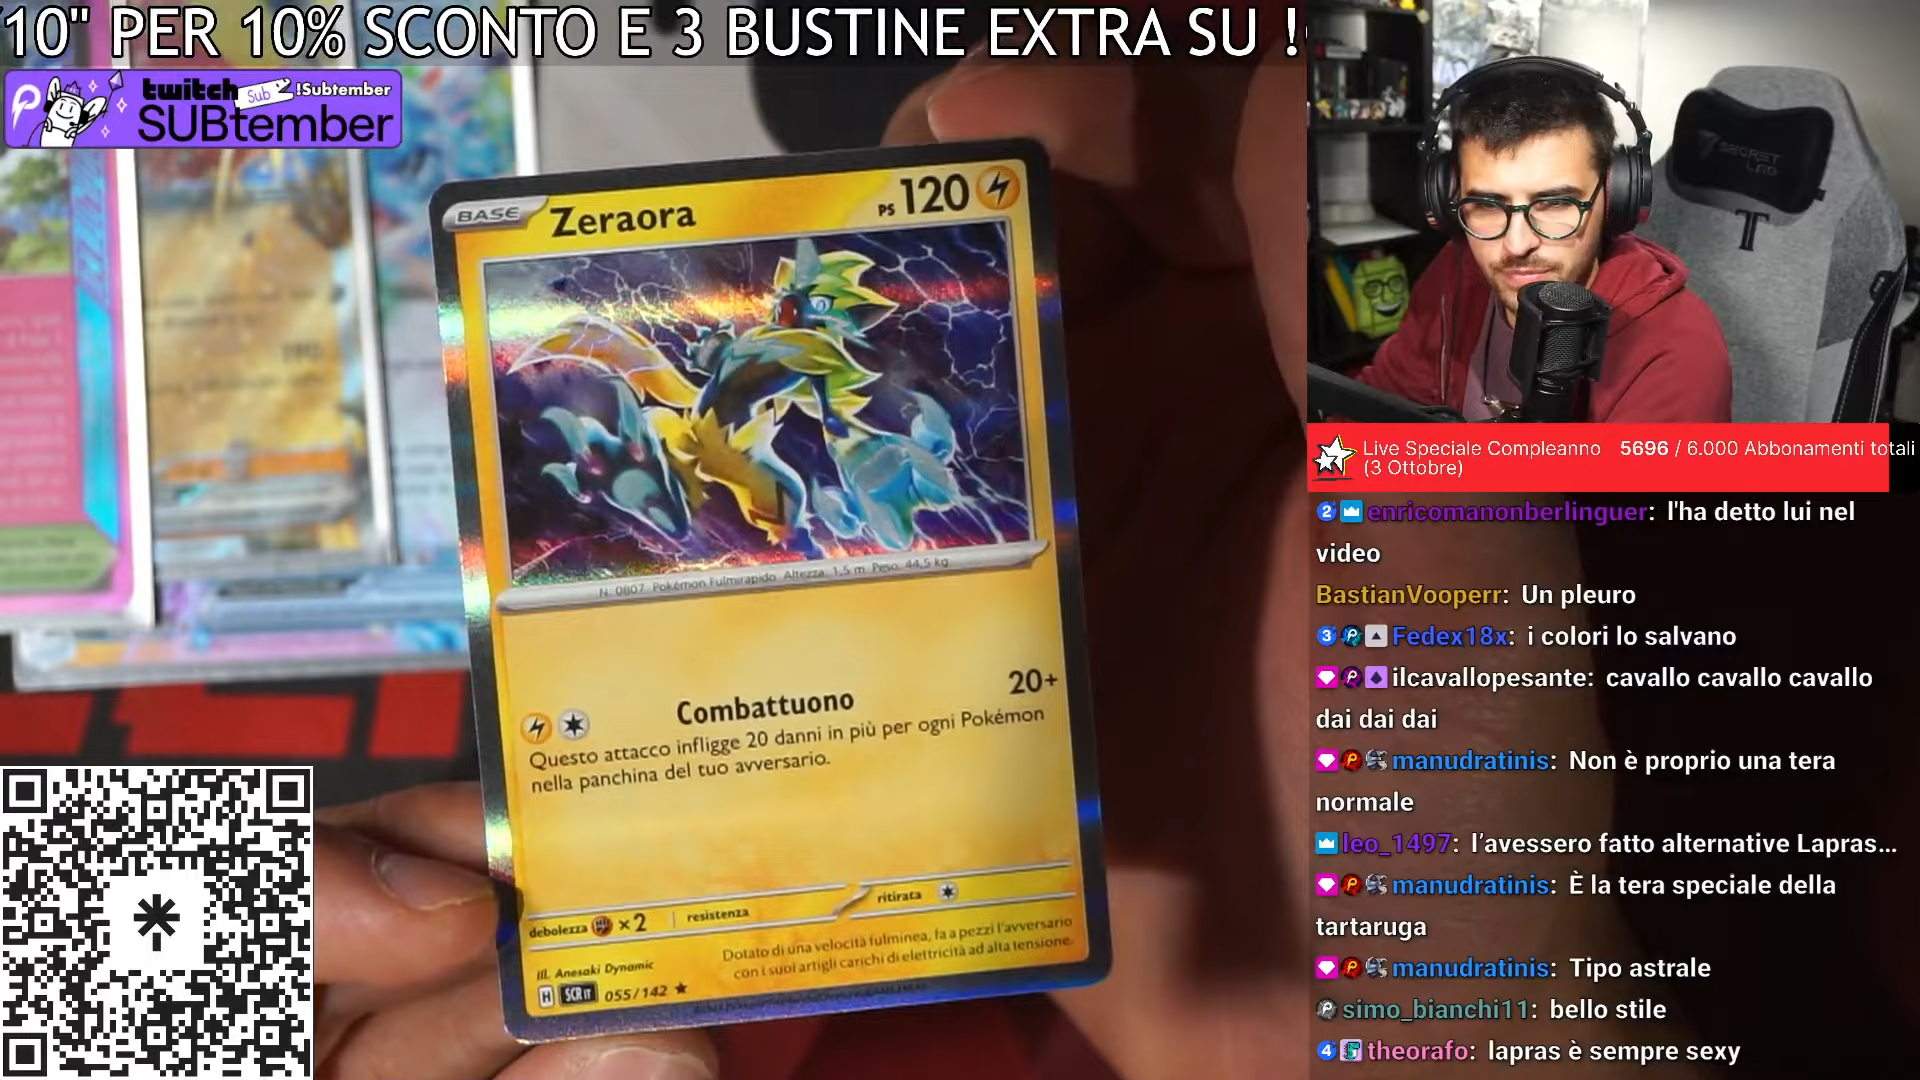 10" PER 10% SCONTO E 3 BUSTINE EXTRA SU !
twitch Sub !Subtember
SUBtember
BASE Zeraora PS 120
N. 0807 Pokémon Fulmirapido Altezza: 1,5 m Peso: 44,5 kg
Combattuono 20+
Questo attacco infligge 20 danni in più per ogni Pokémon
nella panchina del tuo avversario.
debolezza ×2 resistenza ritirata
Dotato di una velocità fulminea, fa a pezzi l'avversario
con i suoi artigli carichi di elettricità ad alta tensione.
Ill. Anesaki Dynamic
H SCR IT 055/142
SECRET
LAB
Live Speciale Compleanno 5696 / 6.000 Abbonamenti totali
(3 Ottobre)
enricomanonberlinguer: l'ha detto lui nel
video
BastianVooperr: Un pleuro
Fedex18x: i colori lo salvano
ilcavallopesante: cavallo cavallo cavallo
dai dai dai
manudratinis: Non è proprio una tera
normale
leo_1497: l’avessero fatto alternative Lapras...
manudratinis: È la tera speciale della
tartaruga
manudratinis: Tipo astrale
simo_bianchi11: bello stile
theorafo: lapras è sempre sexy